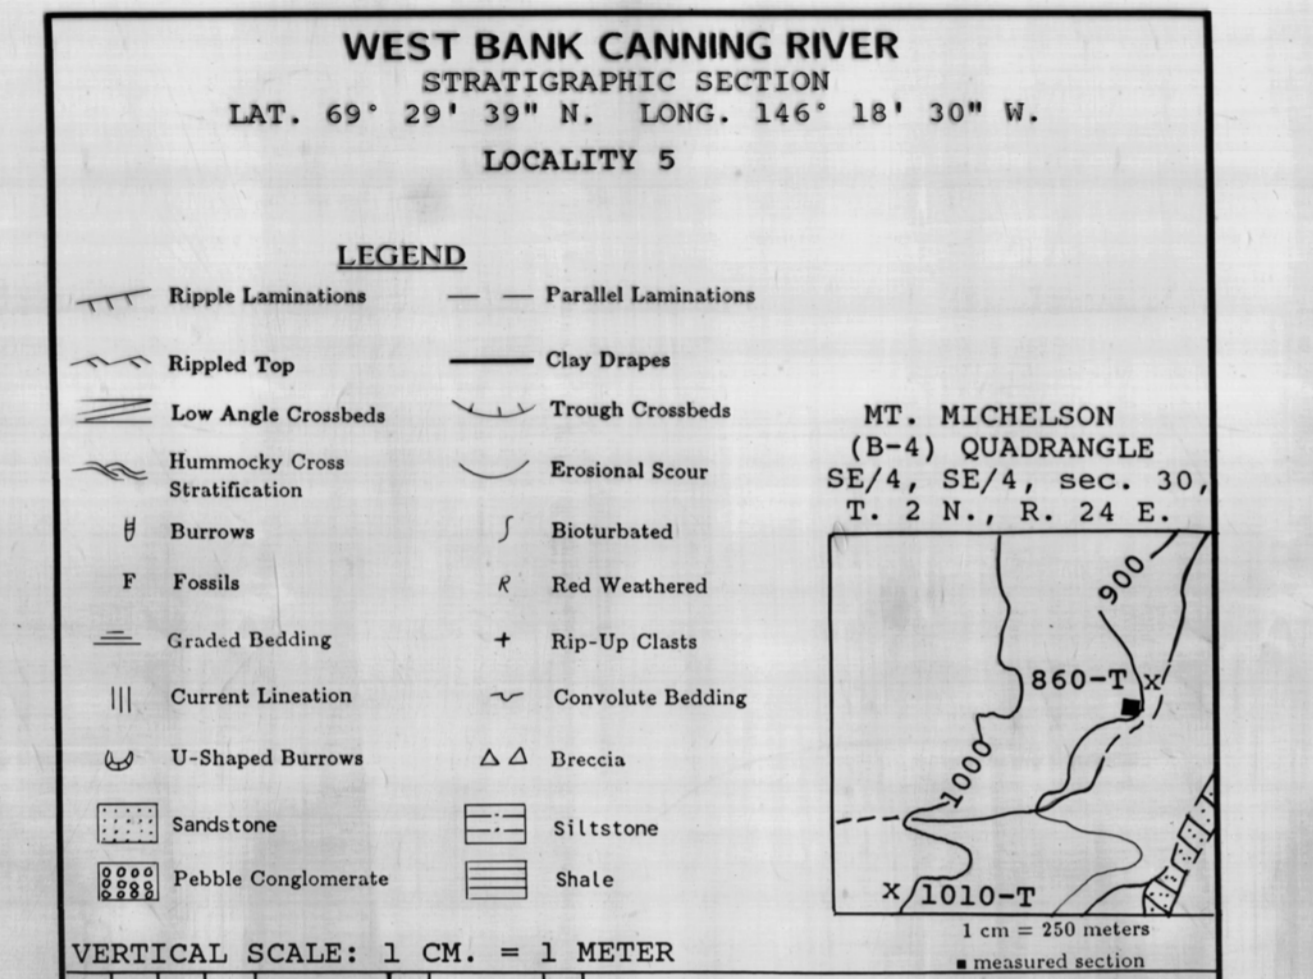 WEST BANK CANNING RIVER
STRATIGRAPHIC SECTION
LAT. 69° 29' 39" N. LONG. 146° 18' 30" W.
LOCALITY 5
LEGEND
Ripple Laminations
Parallel Laminations
Rippled Top
Clay Drapes
Low Angle Crossbeds
Trough Crossbeds
Hummocky Cross
Stratification
Erosional Scour
Burrows
Bioturbated
F Fossils
R Red Weathered
Graded Bedding
Rip-Up Clasts
Current Lineation
Convolute Bedding
U-Shaped Burrows
Breccia
Sandstone
Siltstone
Pebble Conglomerate
Shale
VERTICAL SCALE: 1 CM. = 1 METER
MT. MICHELSON
(B-4) QUADRANGLE
SE/4, SE/4, sec. 30,
T. 2 N., R. 24 E.
900
860-T x
1000
x 1010-T
1 cm = 250 meters
■ measured section